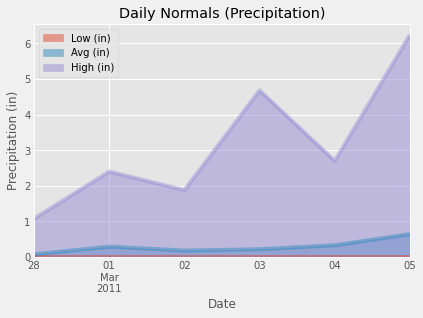 Daily Normals (Precipitation)
Low (in)
Avg (in)
High (in)
Precipitation (in)
6
5
4
3
2
1
0
28 01 02 03 04 05
Mar
2011
Date